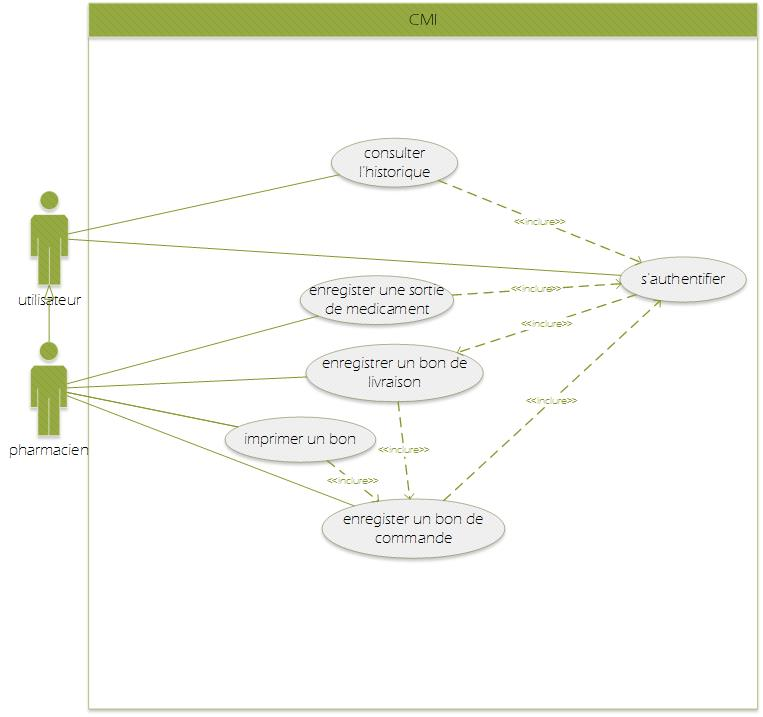 CMI
consulter
l'historique
<<inclure>>
s'authentifier
utilisateur
enregister une sortie
de medicament
<<inclure>>
<<inclure>>
enregistrer un bon de
livraison
<<inclure>>
imprimer un bon
<<inclure>>
pharmacien
<<inclure>>
enregister un bon de
commande